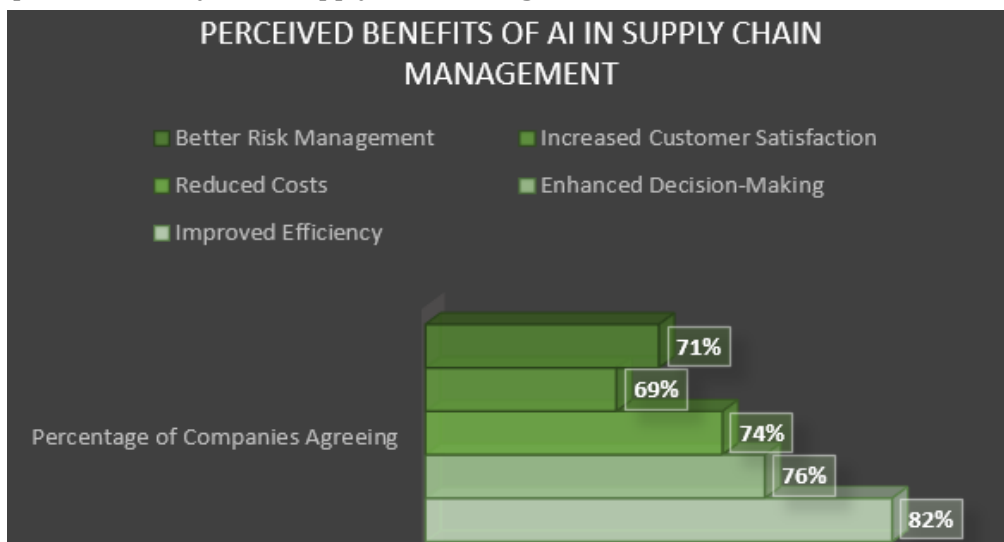 PERCEIVED BENEFITS OF AI IN SUPPLY CHAIN
MANAGEMENT
Better Risk Management
Increased Customer Satisfaction
Reduced Costs
Enhanced Decision-Making
Improved Efficiency
71%
69%
Percentage of Companies Agreeing
74%
76%
82%